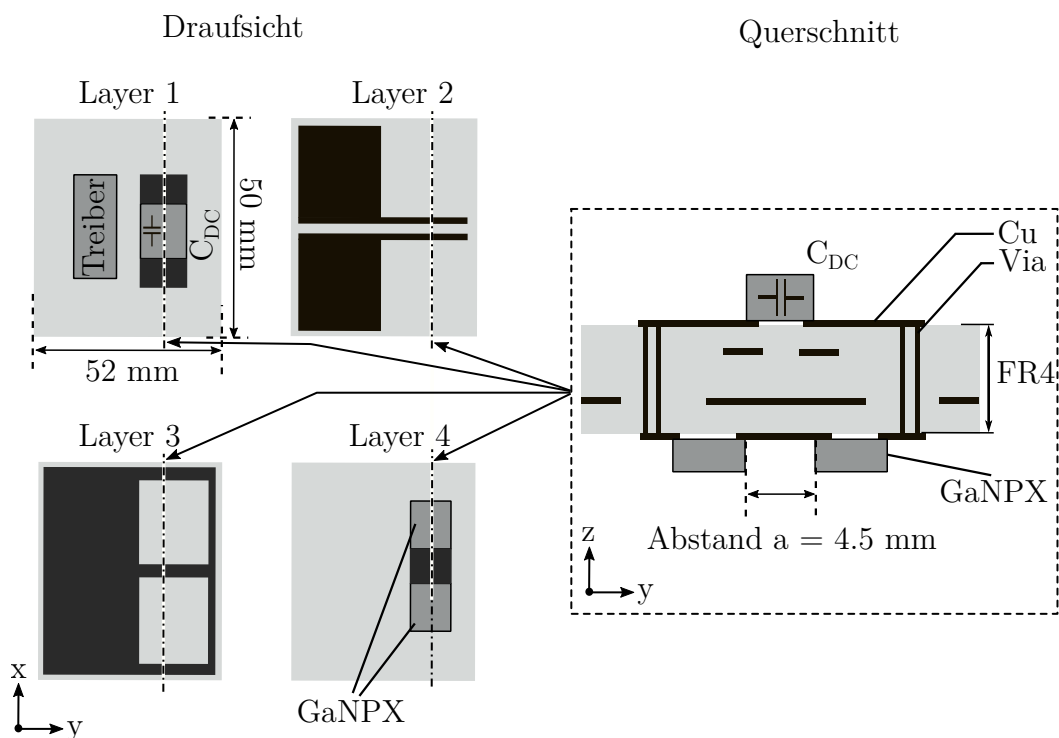 Draufsicht
Querschnitt
Layer 1
Layer 2
Treiber
C_DC
50 mm
52 mm
Layer 3
Layer 4
GaNPX
x
y
C_DC
Cu
Via
FR4
GaNPX
Abstand a = 4.5 mm
z
y